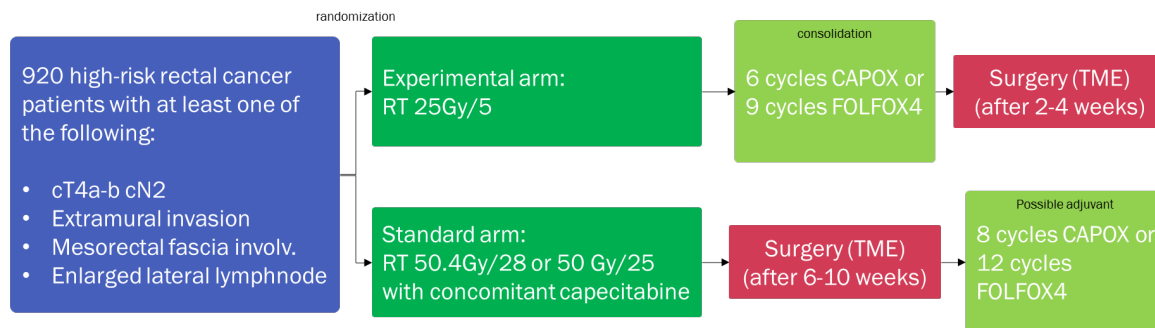 randomization
920 high-risk rectal cancer
patients with at least one of
the following:
• cT4a-b cN2
• Extramural invasion
• Mesorectal fascia involv.
• Enlarged lateral lymphnode
Experimental arm:
RT 25Gy/5
consolidation
6 cycles CAPOX or
9 cycles FOLFOX4
Surgery (TME)
(after 2-4 weeks)
Standard arm:
RT 50.4Gy/28 or 50 Gy/25
with concomitant capecitabine
Surgery (TME)
(after 6-10 weeks)
Possible adjuvant
8 cycles CAPOX or
12 cycles
FOLFOX4